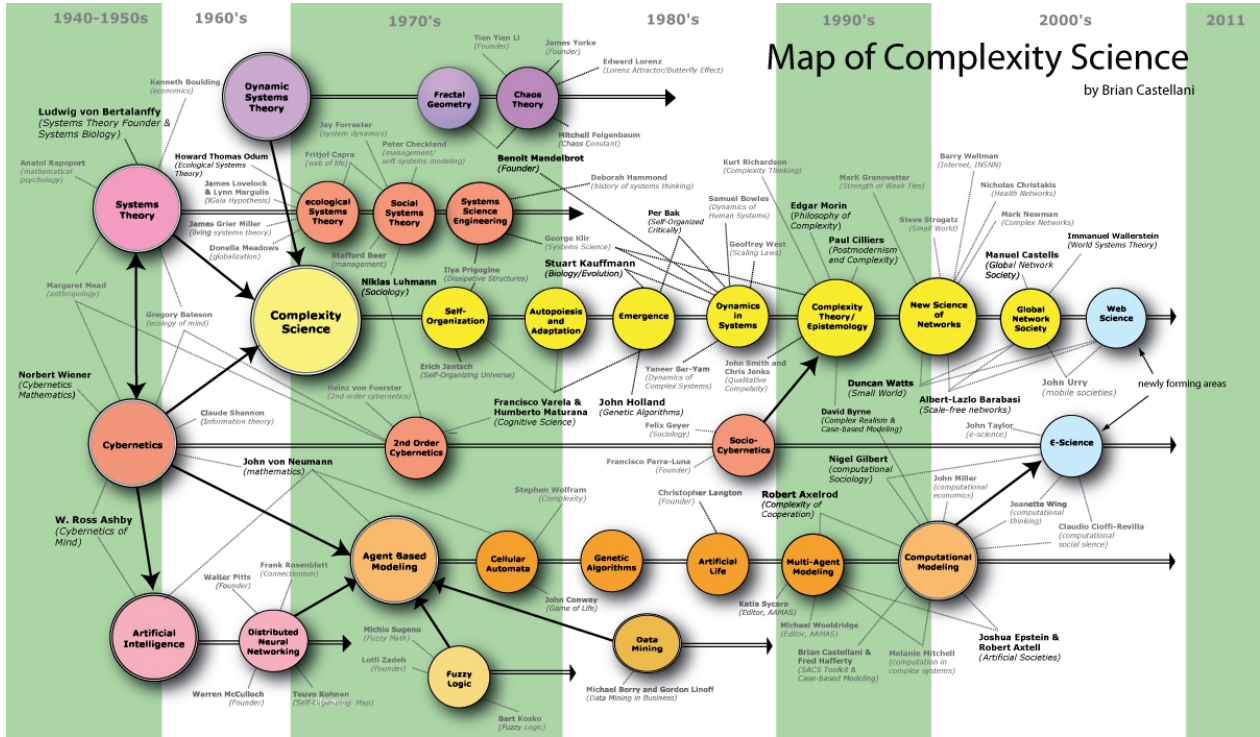 1940-1950s
1960's
1970's
1980's
1990's
2000's
2011
Map of Complexity Science
by Brian Castellani
Tien Yien Li
(Founder)
James Yorke
(Founder)
Edward Lorenz
(Lorenz Attractor/Butterfly Effect)
Kenneth Boulding
(economics)
Dynamic
Systems
Theory
Fractal
Geometry
Chaos
Theory
Ludwig von Bertalanffy
(Systems Theory Founder &
Systems Biology)
Jay Forrester
(system dynamics)
Mitchell Feigenbaum
(Chaos Constant)
Anatol Rapoport
(mathematical
psychology)
Howard Thomas Odum
(Ecological Systems
Theory)
Fritjof Capra
(web of life)
Peter Checkland
(management/
soft systems modeling)
Benoit Mandelbrot
(Founder)
Kurt Richardson
(Complexity Thinking)
Barry Wellman
(Internet, INSNN)
James Lovelock
& Lynn Margulis
(Gaia Hypothesis)
Deborah Hammond
(history of systems thinking)
MarK Granovetter
(Strength of Weak Ties)
Nicholas Christakis
(Health Networks)
Systems
Theory
ecological
Systems
Theory
Social
Systems
Theory
Systems
Science
Engineering
Samuel Bowles
(Dynamics of
Human Systems)
Edgar Morin
(Philosophy of
Complexity)
Mark Newman
(Complex Networks)
James Grier Miller
(living systems theory)
Per Bak
(Self-Organized
Critically)
Steve Strogatz
(Small World)
Donella Meadows
(globalization)
Stafford Beer
(management)
George Klir
(Systems Science)
Geoffrey West
(Scaling Laws)
Paul Cilliers
(Postmodernism
and Complexity)
Immanuel Wallerstein
(World Systems Theory)
Manuel Castells
(Global Network
Society)
Ilya Prigogine
(Dissipative Structures)
Stuart Kauffmann
(Biology/Evolution)
Niklas Luhmann
(Sociology)
Margaret Mead
(anthropology)
Gregory Bateson
(ecology of mind)
Complexity
Science
Self-
Organization
Autopoiesis
and
Adaptation
Emergence
Dynamics
in
Systems
Complexity
Theory/
Epistemology
New Science
of
Networks
Global
Network
Society
Web
Science
Norbert Wiener
(Cybernetics
Mathematics)
Erich Jantsch
(Self-Organizing Universe)
Yaneer Bar-Yam
(Dynamics of
Complex Systems)
John Smith and
Chris Jenks
(Qualitative
Compelxity)
Heinz von Foerster
(2nd order cybernetics)
Francisco Varela &
Humberto Maturana
(Cognitive Science)
John Holland
(Genetic Algorithms)
Duncan Watts
(Small World)
Albert-Lazlo Barabasi
(Scale-free networks)
John Urry
(mobile societies)
newly forming areas
Claude Shannon
(Information theory)
David Byrne
(Complex Realism &
Case-based Modeling)
Cybernetics
2nd Order
Cybernetics
Felix Geyer
(Sociology)
Socio-
Cybernetics
John Taylor
(e-science)
E-Science
John von Neumann
(mathematics)
Francisco Parra-Luna
(Founder)
Nigel Gilbert
(computational
Sociology)
John Miller
(computational
economics)
Stephen Wolfram
(Complexity)
Christopher Langton
(Founder)
Robert Axelrod
(Complexity of
Cooperation)
Jeanette Wing
(computational
thinking)
Claudio Cioffi-Revilla
(computational
social sience)
W. Ross Ashby
(Cybernetics of
Mind)
Agent Based
Modeling
Cellular
Automata
Genetic
Algorithms
Artificial
Life
Multi-Agent
Modeling
Computational
Modeling
Walter Pitts
(Founder)
Frank Rosenblatt
(Connectionism)
John Conway
(Game of Life)
Katia Sycara
(Editor, AAMAS)
Michael Wooldridge
(Editor, AAMAS)
Artificial
Intelligence
Distributed
Neural
Networking
Michio Sugeno
(Fuzzy Math)
Lotfi Zadeh
(Founder)
Fuzzy
Logic
Data
Mining
Brian Castellani &
Fred Hafferty
(SACS Toolkit &
Case-based Modeling)
Melanie Mitchell
(computation in
complex systems)
Joshua Epstein &
Robert Axtell
(Artificial Societies)
Warren McCulloch
(Founder)
Teuvo Kohnen
(Self-Organizing Map)
Michael Berry and Gordon Linoff
(Data Mining in Business)
Bart Kosko
(Fuzzy Logic)